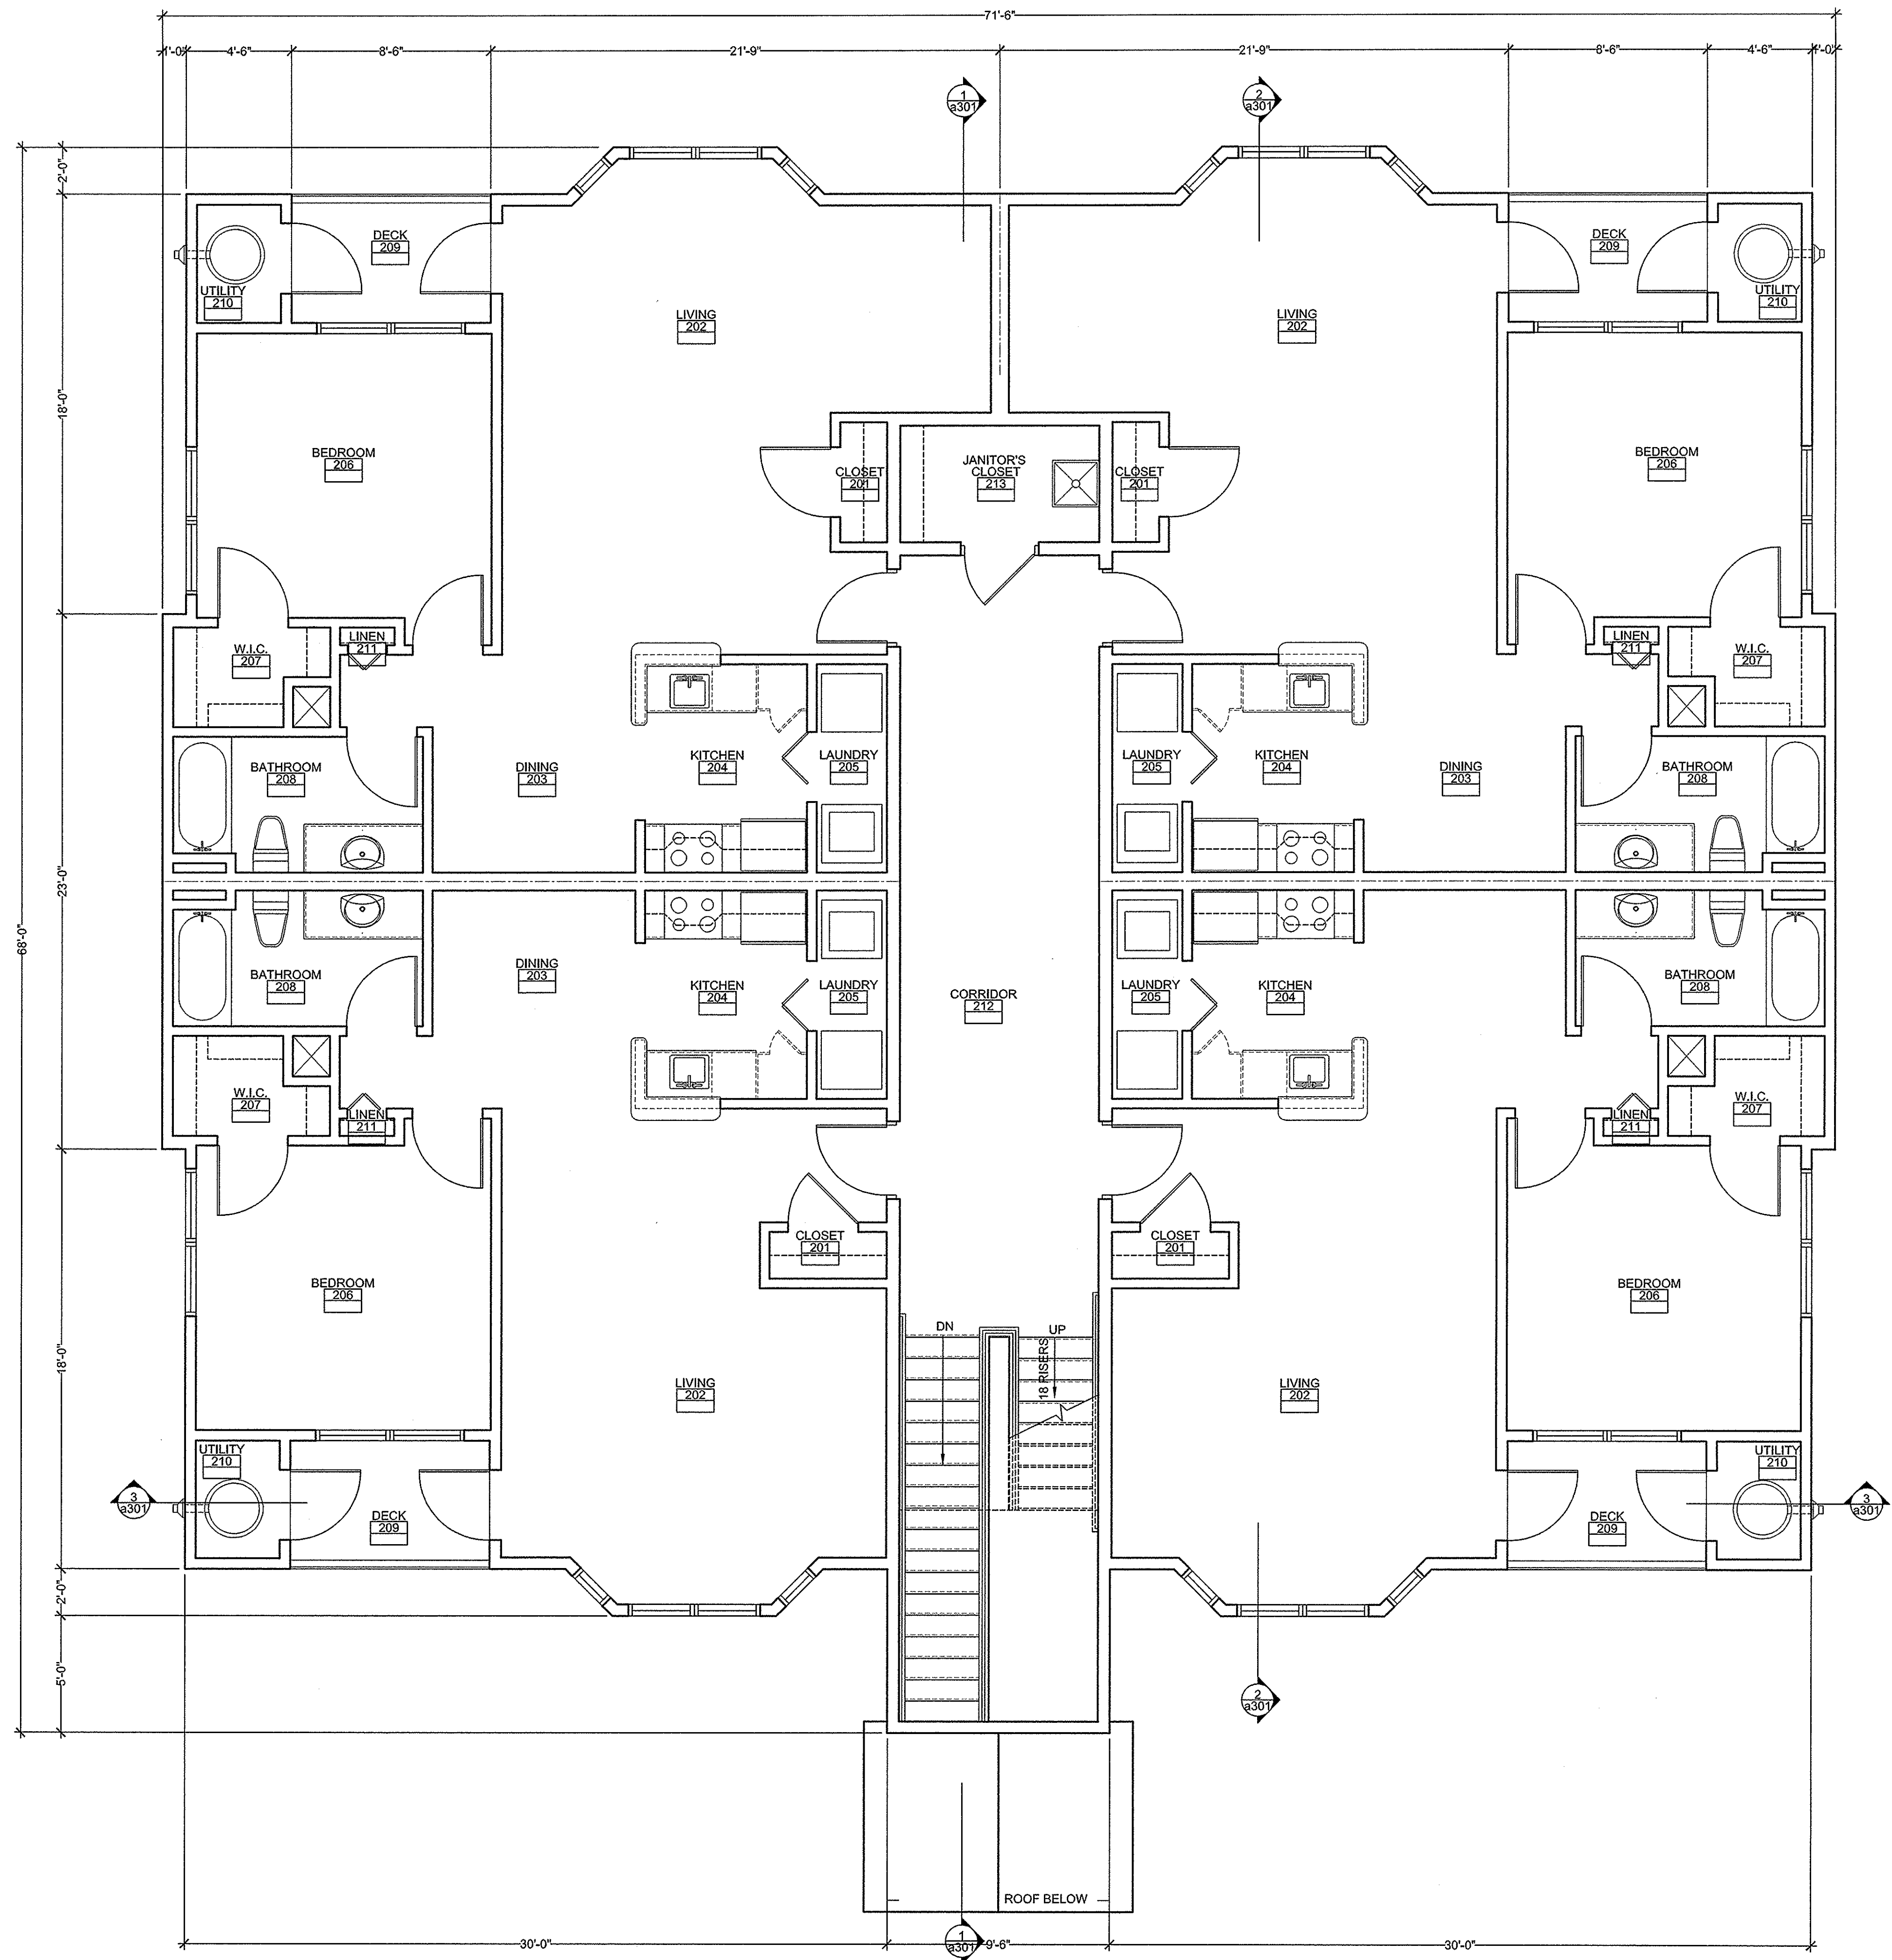 71'-6"
1'-0" 4'-6" 8'-6" 21'-9" 21'-9" 8'-6" 4'-6" 1'-0"
1
a301
2
a301
2'-0"
DECK
209
DECK
209
UTILITY
210
UTILITY
210
LIVING
202
LIVING
202
18'-0"
BEDROOM
206
JANITOR'S
CLOSET
213
CLOSET
201
CLOSET
201
BEDROOM
206
LINEN
211
LINEN
211
W.I.C.
207
W.I.C.
207
BATHROOM
208
DINING
203
KITCHEN
204
LAUNDRY
205
LAUNDRY
205
KITCHEN
204
DINING
203
BATHROOM
208
23'-0"
68'-0"
BATHROOM
208
DINING
203
KITCHEN
204
LAUNDRY
205
CORRIDOR
212
LAUNDRY
205
KITCHEN
204
BATHROOM
208
W.I.C.
207
W.I.C.
207
LINEN
211
LINEN
211
CLOSET
201
CLOSET
201
BEDROOM
206
BEDROOM
206
DN
UP
18 RISERS
18'-0"
LIVING
202
LIVING
202
UTILITY
210
UTILITY
210
3
a301
3
a301
DECK
209
DECK
209
2'-0"
5'-0"
2
a301
ROOF BELOW
1
a301
30'-0" 9'-6" 30'-0"